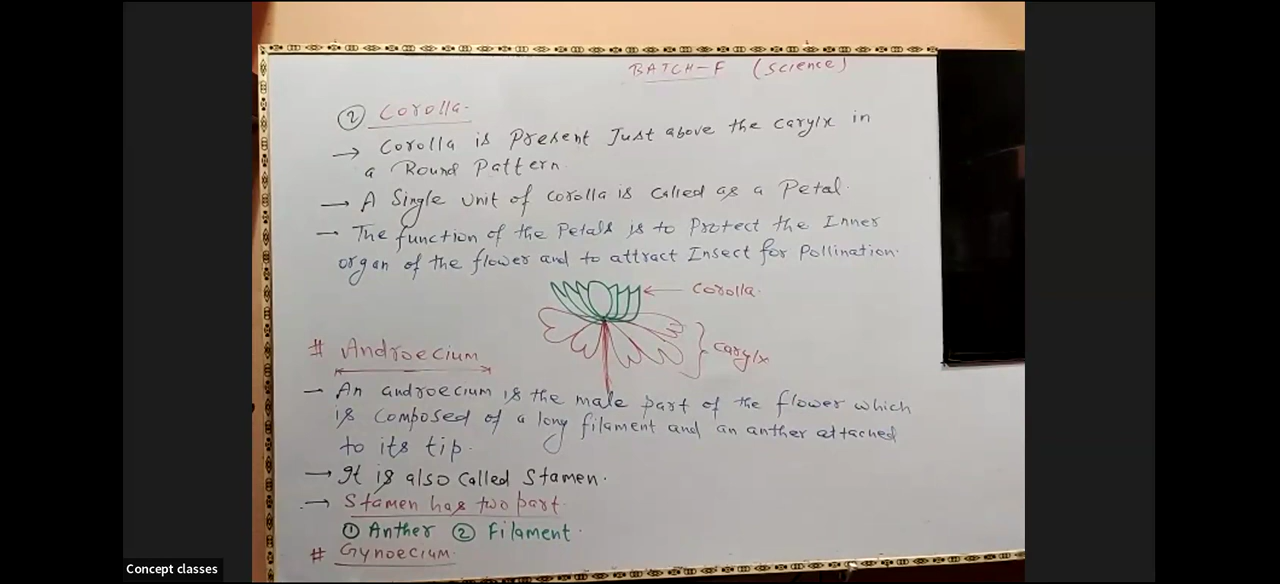 BATCH-F (Science)
② Corolla.
→ Corolla is Present Just above the Carylx in
a Round Pattern.
→ A Single unit of corolla is called as a Petal.
→ The function of the Petals is to Protect the Inner
organ of the flower and to attract Insect for Pollination.
← Corolla.
# Androecium
} Carylx
- An androecium is the male part of the flower which
is composed of a long filament and an anther attached
to its tip.
→ It is also called Stamen.
→ Stamen has two part.
① Anther ② Filament.
# Gynoecium.
Concept classes